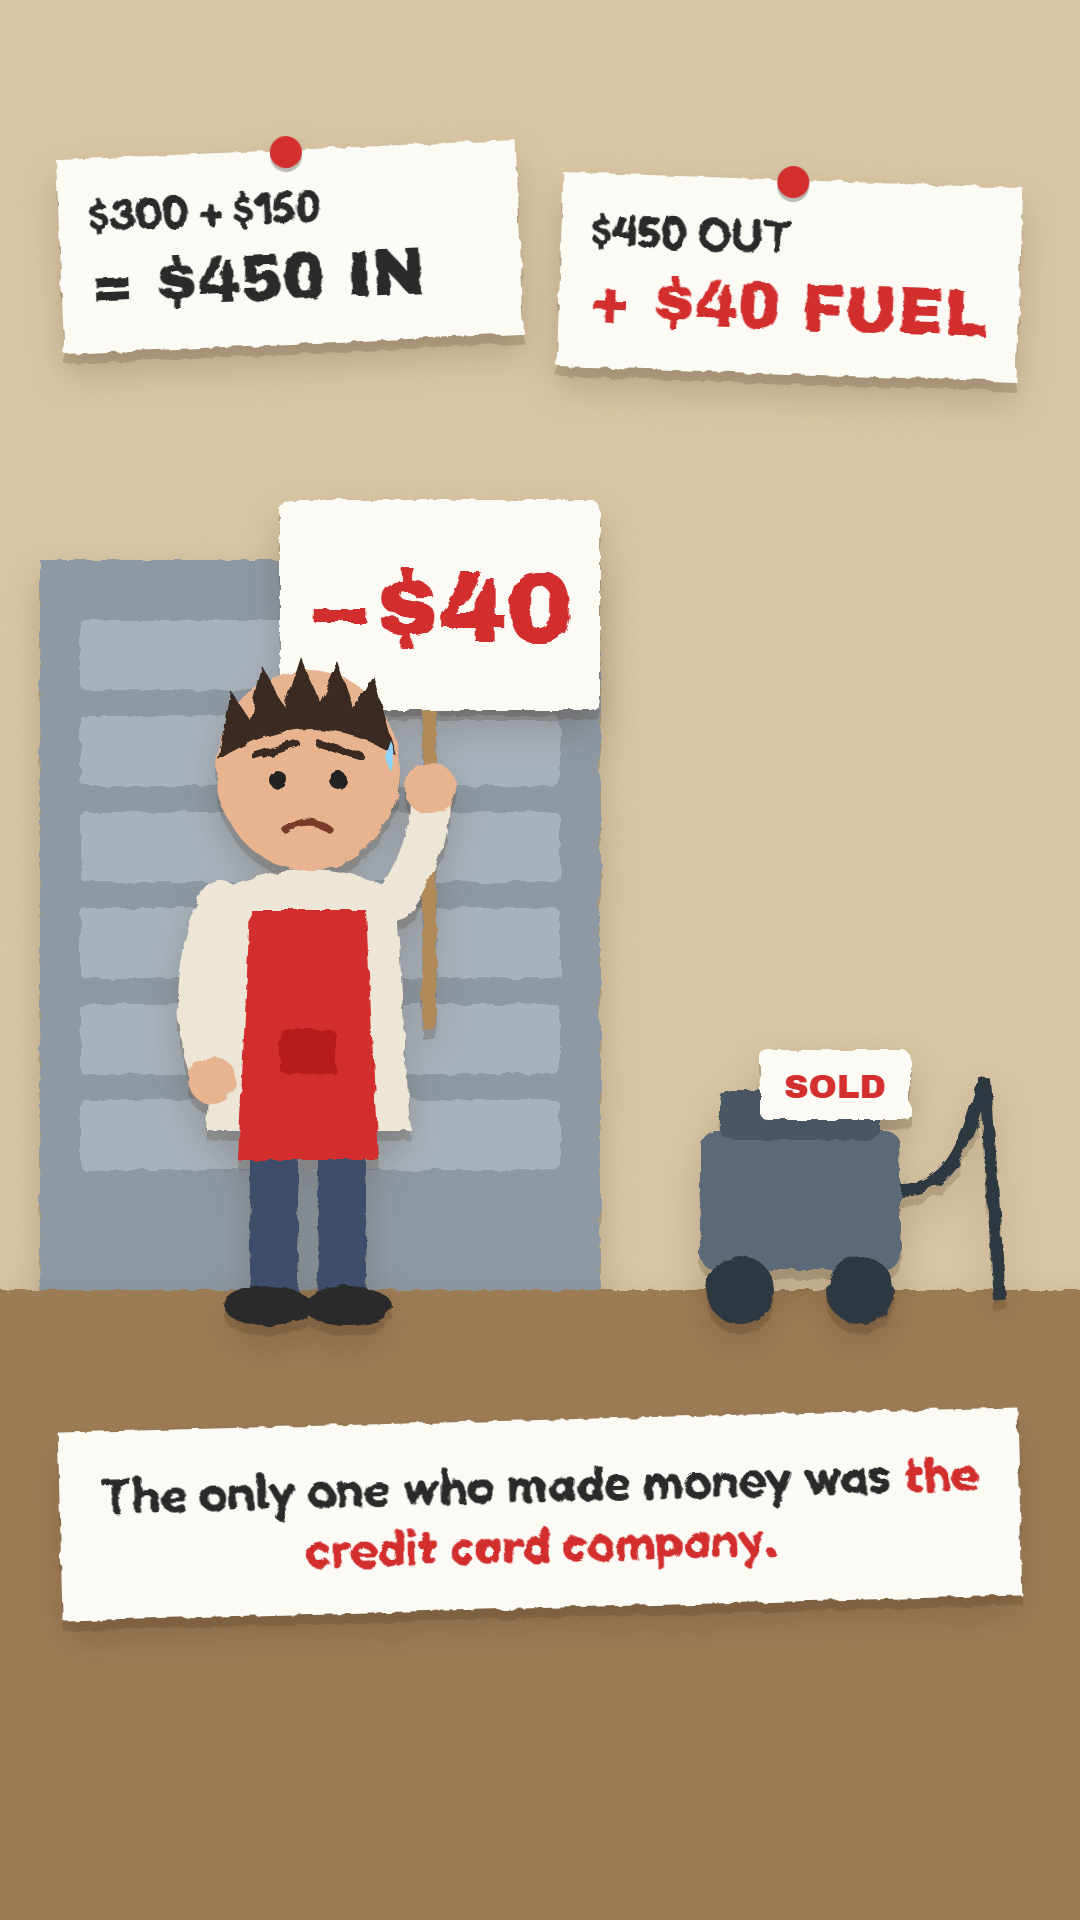 $300 + $150
= $450 IN
$450 OUT
+ $40 FUEL
–$40
SOLD
The only one who made money was the
credit card company.